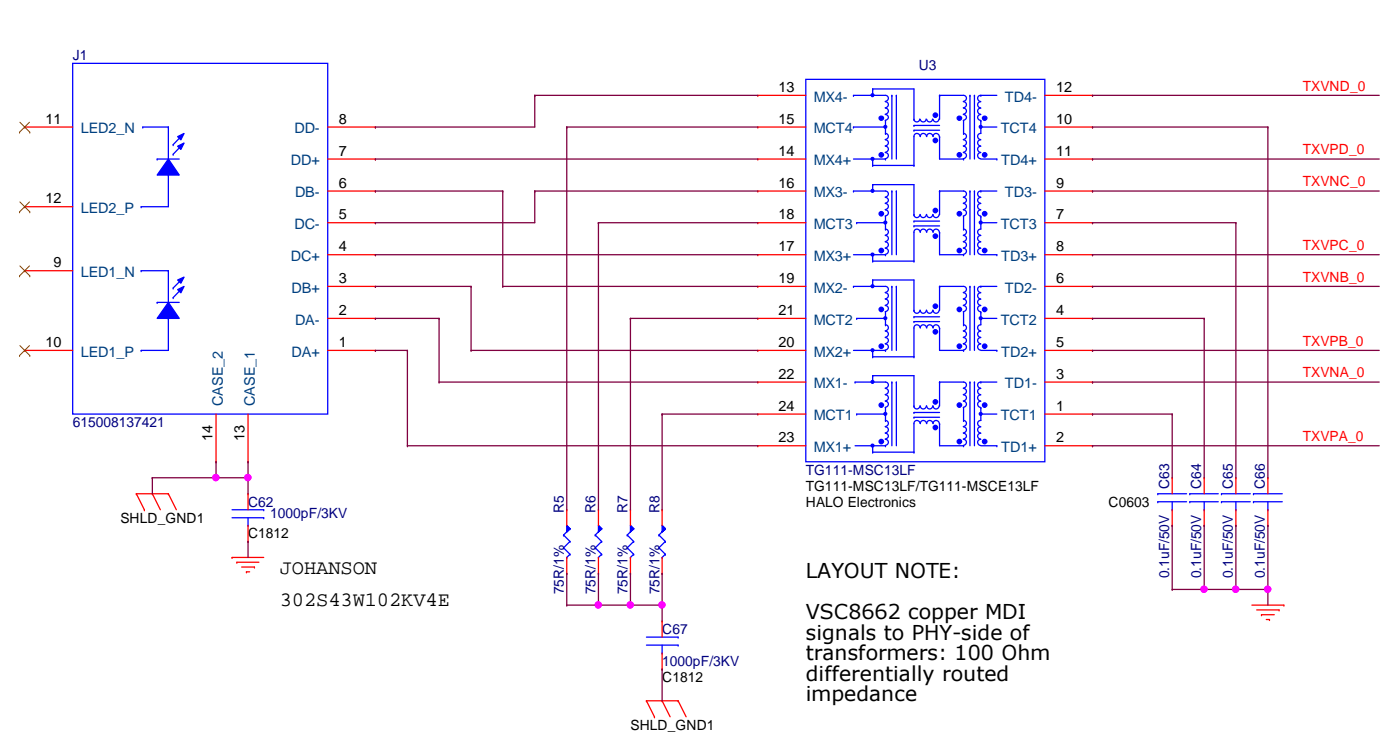 J1
U3
11
LED2_N
12
LED2_P
9
LED1_N
10
LED1_P
DD-
8
DD+
7
DB-
6
DC-
5
DC+
4
DB+
3
DA-
2
DA+
1
CASE_2
CASE_1
14
13
615008137421
SHLD_GND1
C62
1000pF/3KV
C1812
JOHANSON
302S43W102KV4E
13
MX4-
15
MCT4
14
MX4+
16
MX3-
18
MCT3
17
MX3+
19
MX2-
21
MCT2
20
MX2+
22
MX1-
24
MCT1
23
MX1+
TD4-
12
TXVND_0
TCT4
10
TD4+
11
TXVPD_0
TD3-
9
TXVNC_0
TCT3
7
TD3+
8
TXVPC_0
TD2-
6
TXVNB_0
TCT2
4
TD2+
5
TXVPB_0
TD1-
3
TXVNA_0
TCT1
1
TD1+
2
TXVPA_0
TG111-MSC13LF
TG111-MSC13LF/TG111-MSCE13LF
HALO Electronics
R5
R6
R7
R8
75R/1%
75R/1%
75R/1%
75R/1%
C67
1000pF/3KV
C1812
SHLD_GND1
C63
C64
C65
C66
C0603
0.1uF/50V
0.1uF/50V
0.1uF/50V
0.1uF/50V
LAYOUT NOTE:
VSC8662 copper MDI
signals to PHY-side of
transformers: 100 Ohm
differentially routed
impedance